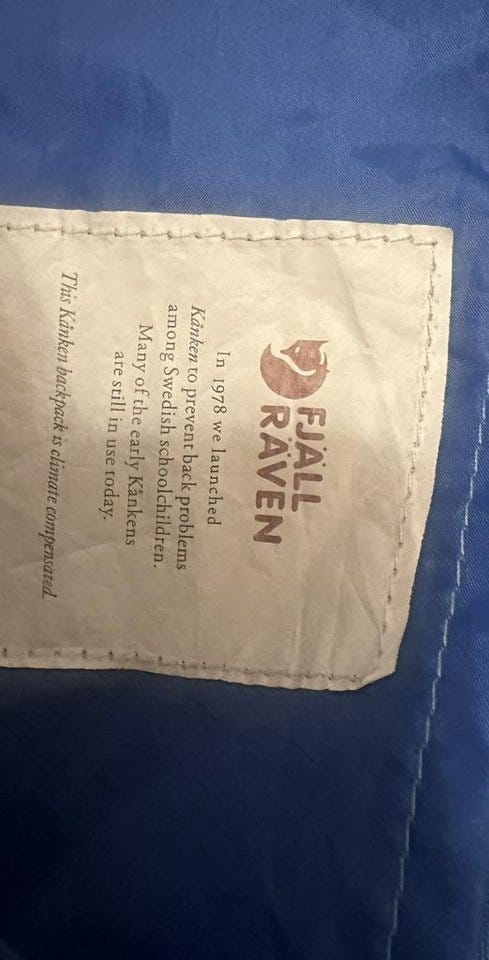 FJÄLL
RÄVEN
In 1978 we launched
Kånken to prevent back problems
among Swedish schoolchildren.
Many of the early Kånkens
are still in use today.
This Kånken backpack is climate compensated.